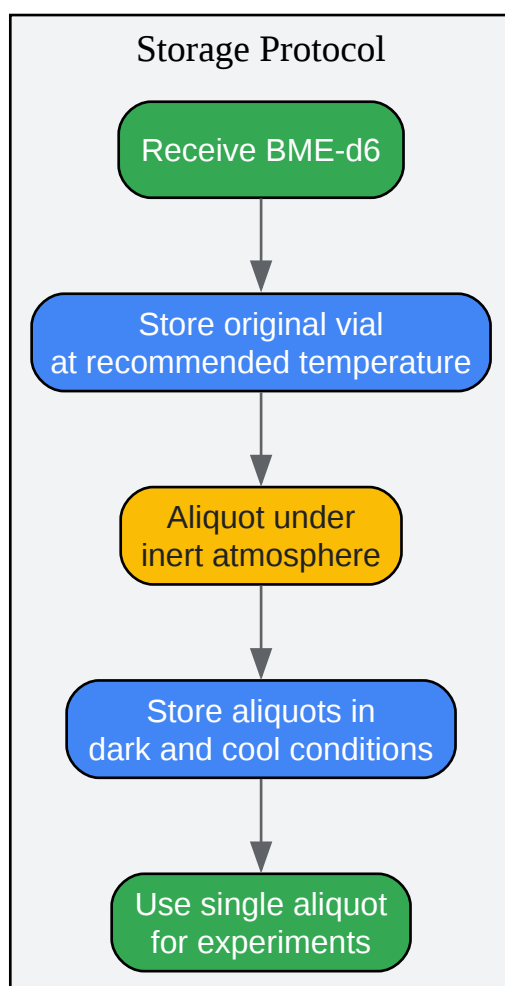 Storage Protocol
Receive BME-d6
Store original vial
at recommended temperature
Aliquot under
inert atmosphere
Store aliquots in
dark and cool conditions
Use single aliquot
for experiments